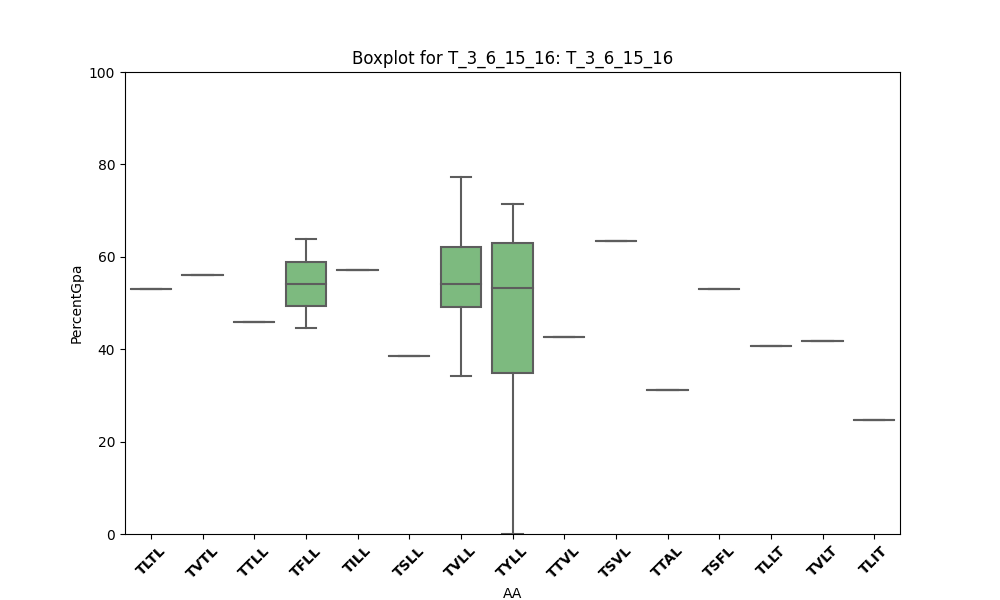 Boxplot for T_3_6_15_16: T_3_6_15_16
100
80
60
40
20
0
PercentGpa
TLTL
TVTL
TTLL
TFLL
TILL
TSLL
TVLL
TYLL
TTVL
TSVL
TTAL
TSFL
TLLT
TVLT
TLIT
AA